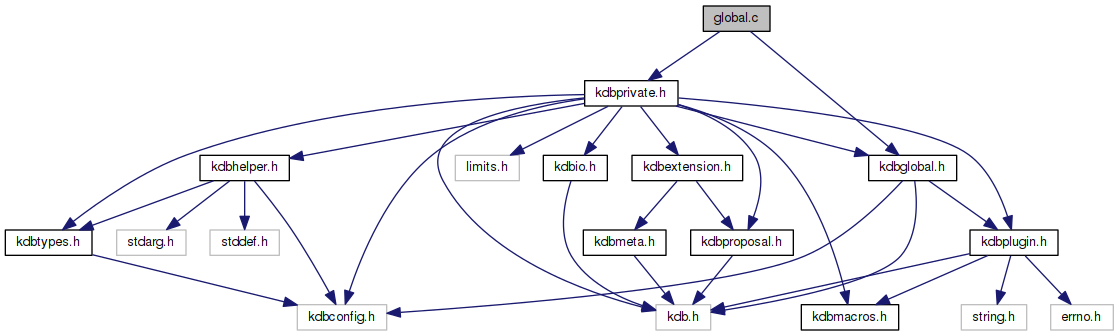 global.c
kdbprivate.h
kdbhelper.h
limits.h
kdbio.h
kdbextension.h
kdbglobal.h
kdbtypes.h
stdarg.h
stddef.h
kdbmeta.h
kdbproposal.h
kdbplugin.h
kdbconfig.h
kdb.h
kdbmacros.h
string.h
errno.h